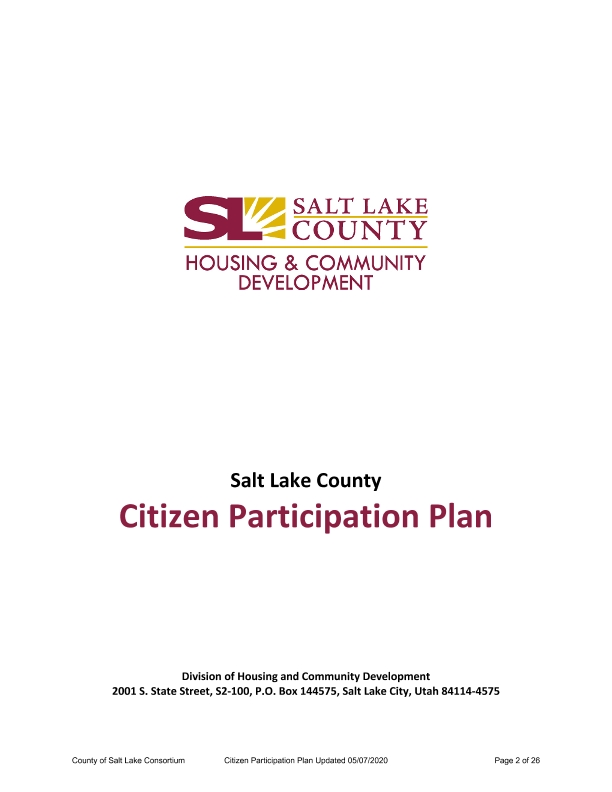 SL SALT LAKE
COUNTY
HOUSING & COMMUNITY
DEVELOPMENT
Salt Lake County
Citizen Participation Plan
Division of Housing and Community Development
2001 S. State Street, S2-100, P.O. Box 144575, Salt Lake City, Utah 84114-4575
County of Salt Lake Consortium Citizen Participation Plan Updated 05/07/2020 Page 2 of 26